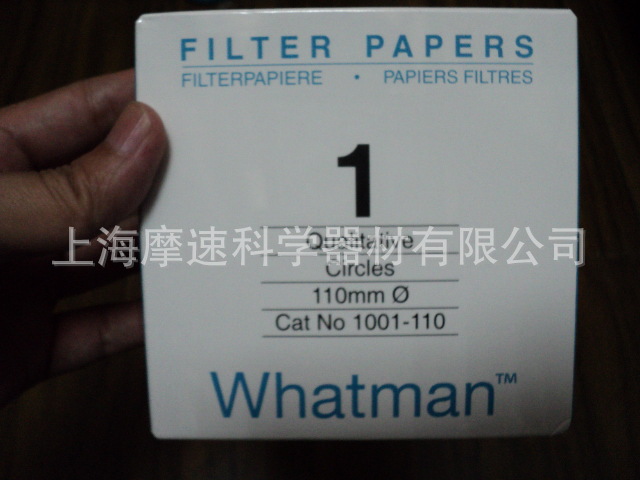 FILTER PAPERS
FILTERPAPIERE • PAPIERS FILTRES
1
Qualitative
上海摩速科学器材有限公司
Circles
110mm Ø
Cat No 1001-110
Whatman™